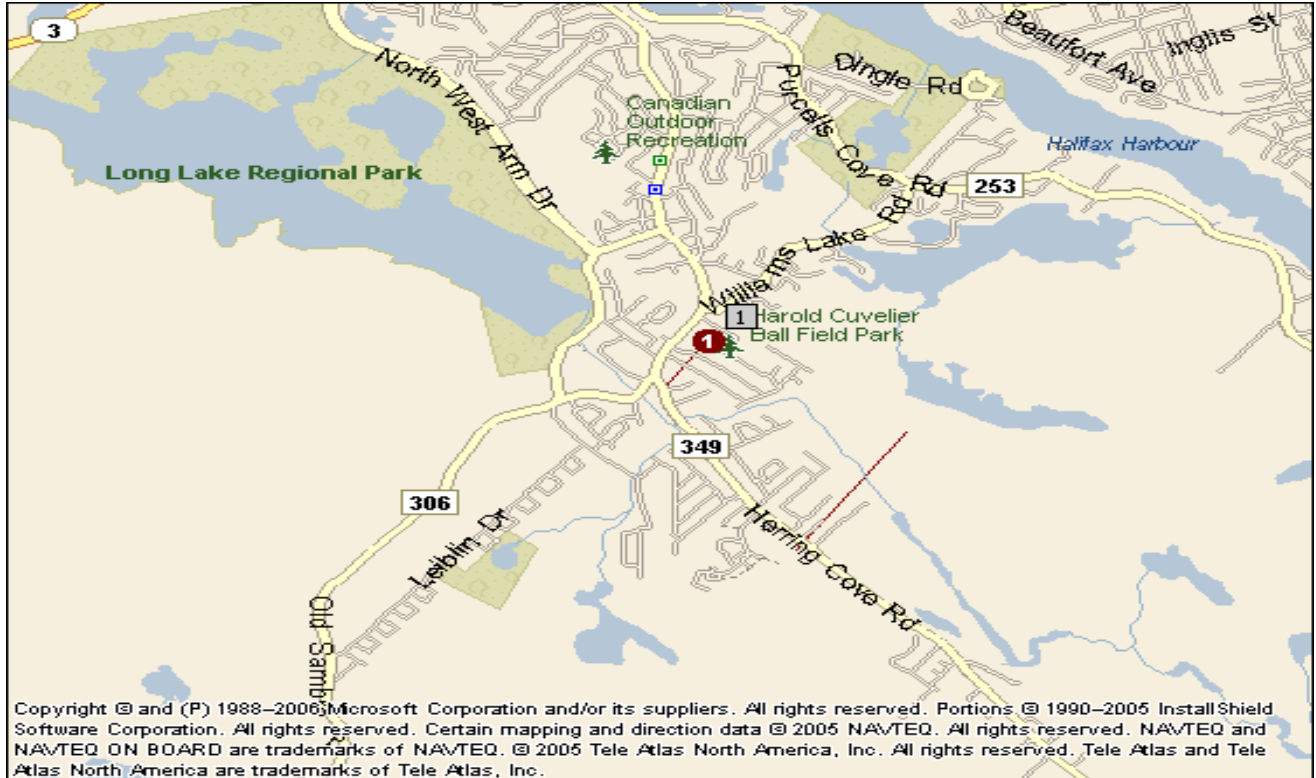 3
Beaufort Ave
Inglis St
North West Arm Dr
Purcells Cove Rd
Dingle Rd
Canadian
Outdoor
Recreation
Halifax Harbour
Long Lake Regional Park
253
Williams Lake Rd
1
Harold Cuvelier
Ball Field Park
1
349
306
Leiblin Dr
Herring Cove Rd
Old Samb
Copyright © and (P) 1988–2006 Microsoft Corporation and/or its suppliers. All rights reserved. Portions © 1990–2005 InstallShield
Software Corporation. All rights reserved. Certain mapping and direction data © 2005 NAVTEQ. All rights reserved. NAVTEQ and
NAVTEQ ON BOARD are trademarks of NAVTEQ. © 2005 Tele Atlas North America, Inc. All rights reserved. Tele Atlas and Tele
Atlas North America are trademarks of Tele Atlas, Inc.